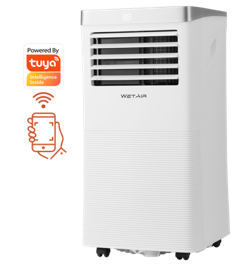 Powered By
tuya
Intelligence
inside
WETAIR